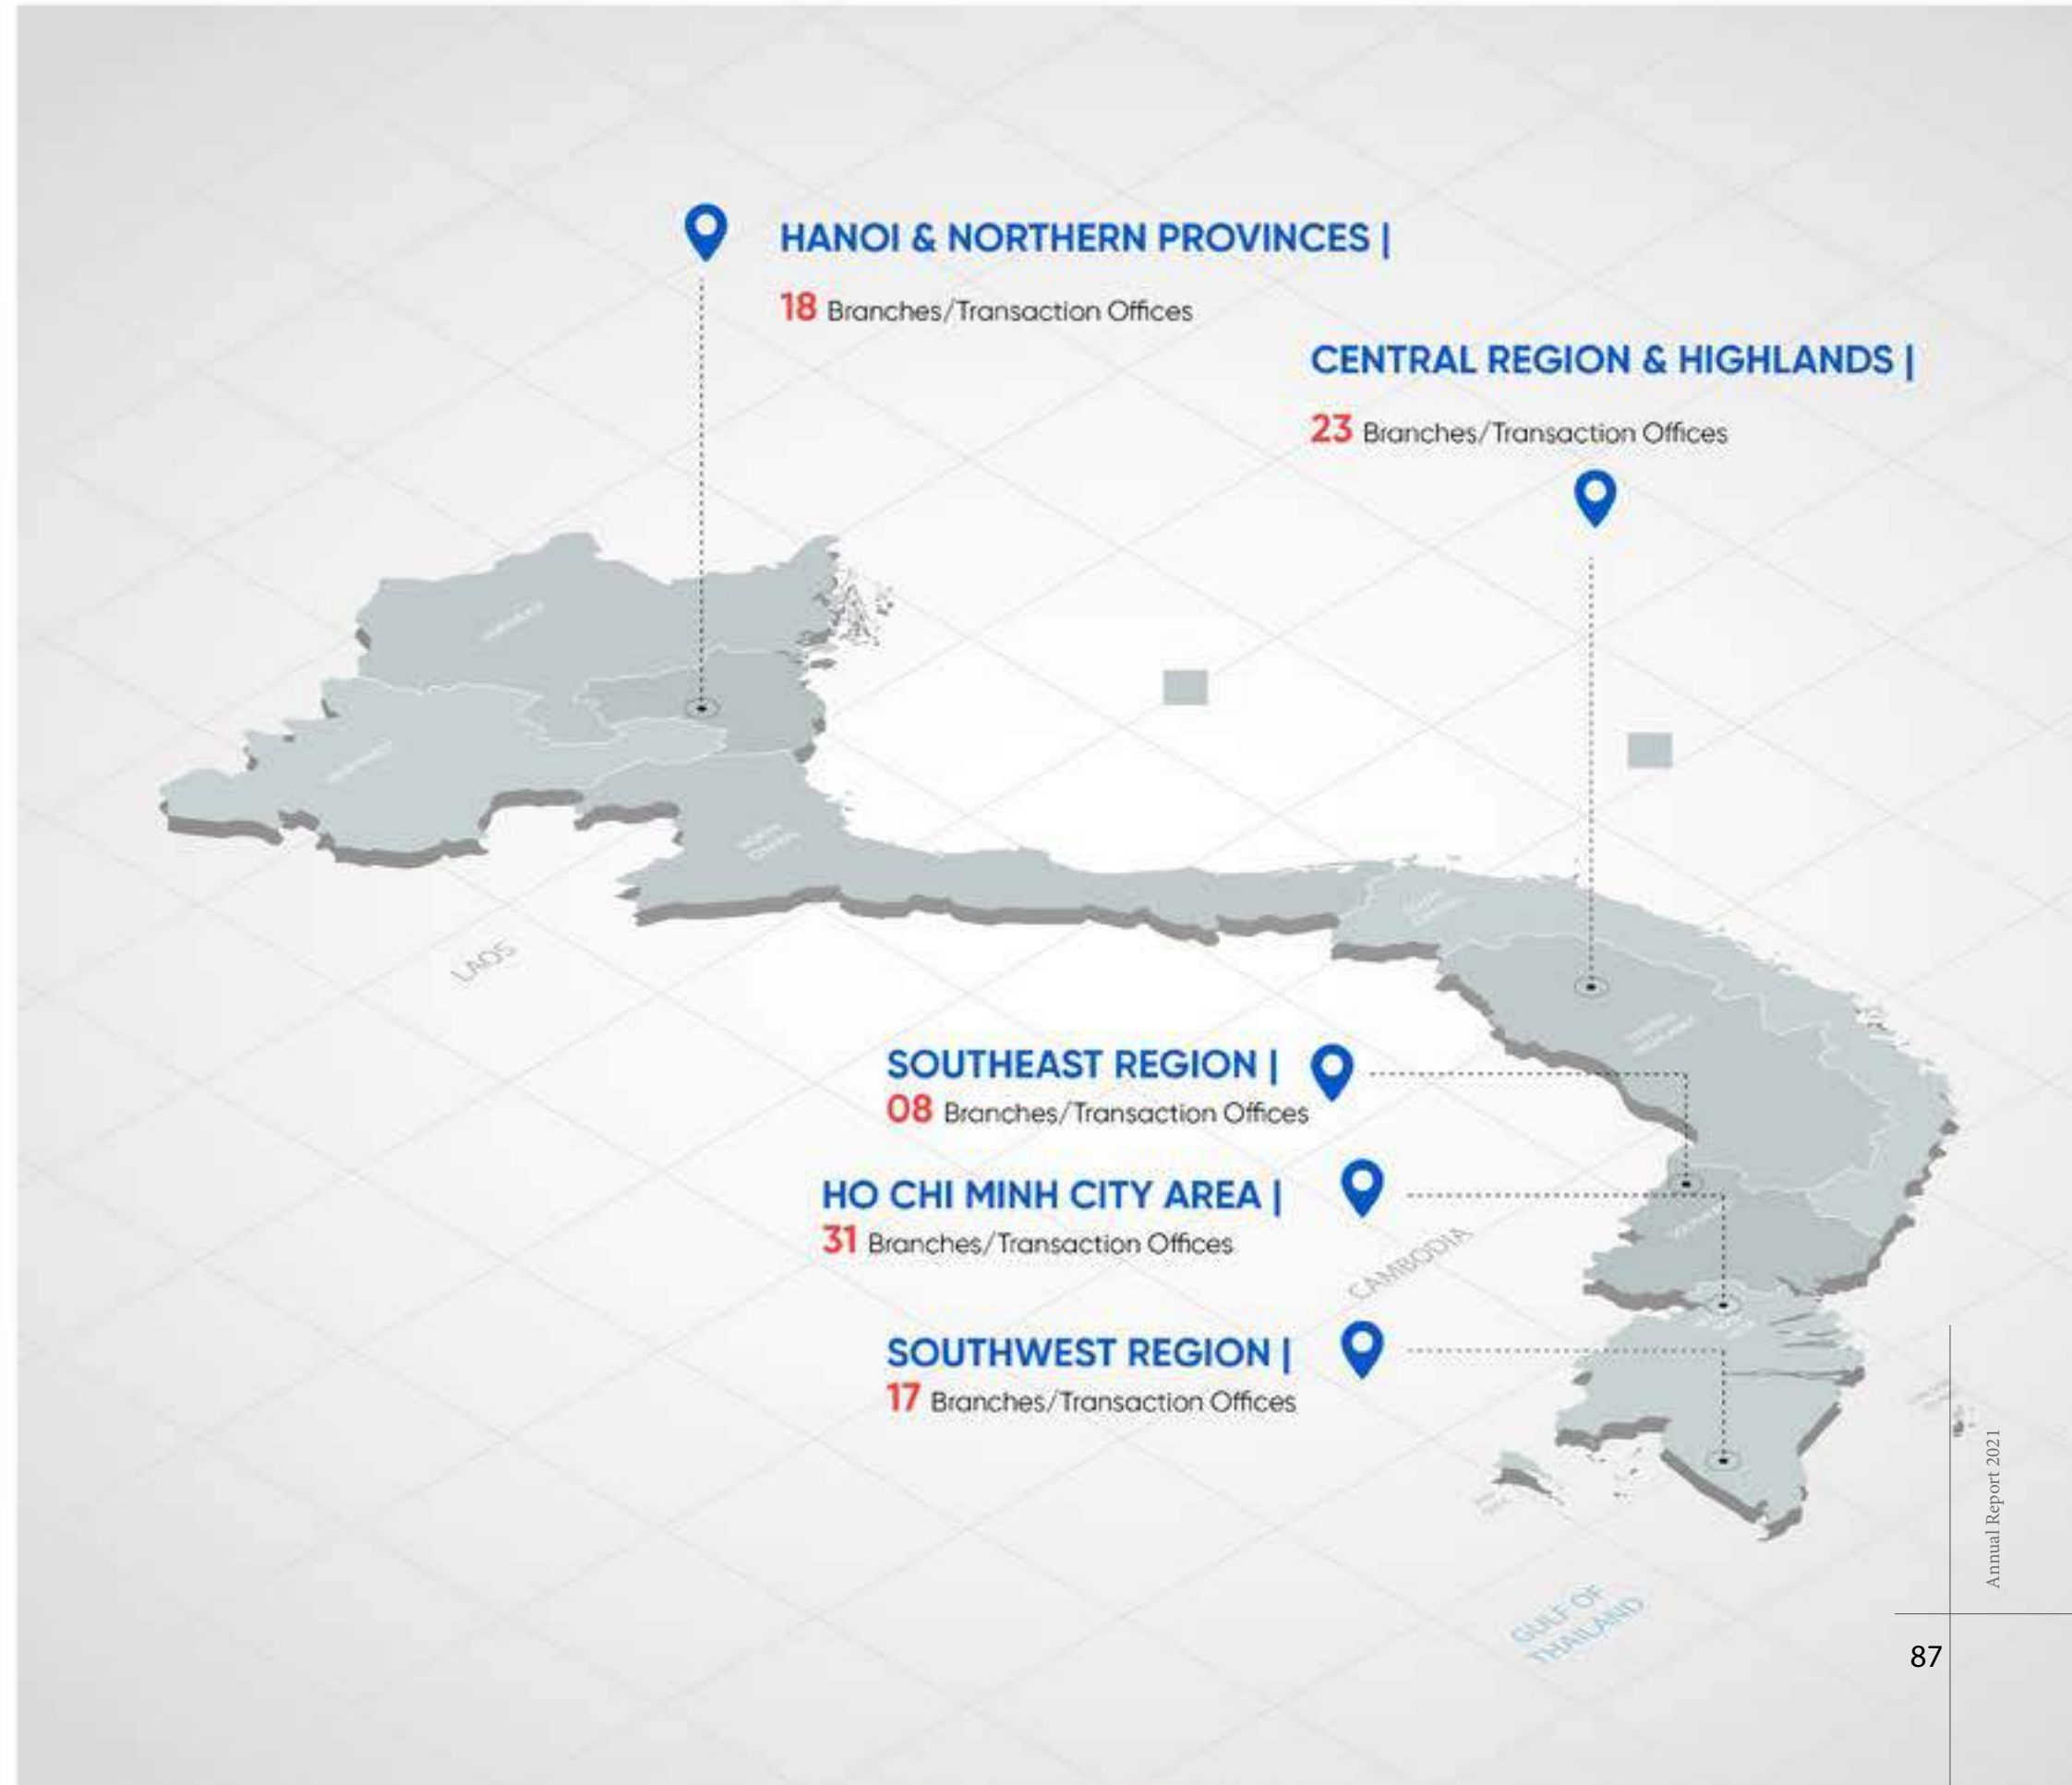 HANOI & NORTHERN PROVINCES |
18 Branches/Transaction Offices
CENTRAL REGION & HIGHLANDS |
23 Branches/Transaction Offices
LAOS
SOUTHEAST REGION |
08 Branches/Transaction Offices
HO CHI MINH CITY AREA |
31 Branches/Transaction Offices
CAMBODIA
SOUTHWEST REGION |
17 Branches/Transaction Offices
GULF OF
THAILAND
Annual Report 2021
87